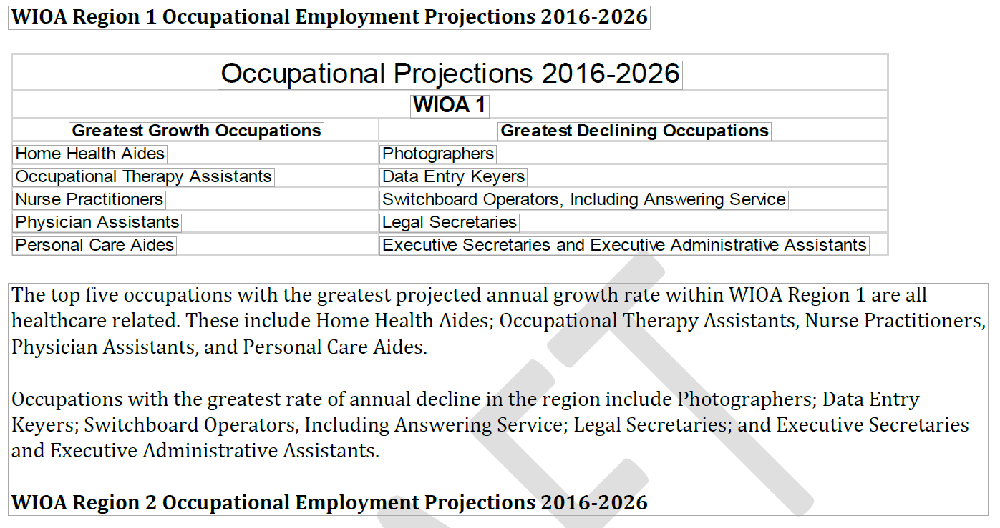 WIOA Region 1 Occupational Employment Projections 2016-2026
Occupational Projections 2016-2026
WIOA 1
Greatest Growth Occupations Greatest Declining Occupations
Home Health Aides Photographers
Occupational Therapy Assistants Data Entry Keyers
Nurse Practitioners Switchboard Operators, Including Answering Service
Physician Assistants Legal Secretaries
Personal Care Aides Executive Secretaries and Executive Administrative Assistants
The top five occupations with the greatest projected annual growth rate within WIOA Region 1 are all
healthcare related. These include Home Health Aides; Occupational Therapy Assistants, Nurse Practitioners,
Physician Assistants, and Personal Care Aides.
Occupations with the greatest rate of annual decline in the region include Photographers; Data Entry
Keyers; Switchboard Operators, Including Answering Service; Legal Secretaries; and Executive Secretaries
and Executive Administrative Assistants.
WIOA Region 2 Occupational Employment Projections 2016-2026